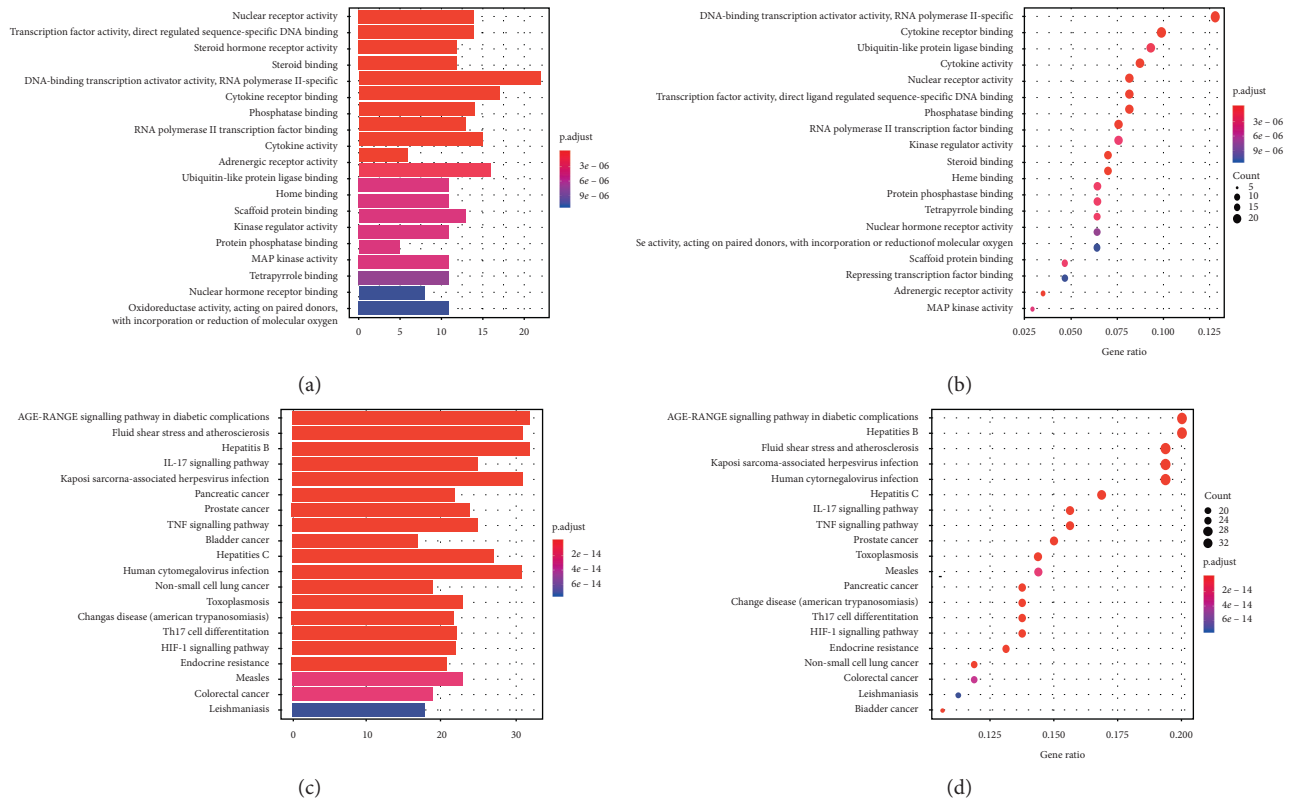 Nuclear receptor activity
Transcription factor activity, direct regulated sequence-specific DNA binding
Steroid hormone receptor activity
Steroid binding
DNA-binding transcription activator activity, RNA polymerase II-specific
Cytokine receptor binding
Phosphatase binding
RNA polymerase II transcription factor binding
Cytokine activity
Adrenergic receptor activity
Ubiquitin-like protein ligase binding
Home binding
Scaffoid protein binding
Kinase regulator activity
Protein phosphatase binding
MAP kinase activity
Tetrapyrrole binding
Nuclear hormone receptor binding
Oxidoreductase activity, acting on paired donors,
with incorporation or reduction of molecular oxygen
0 5 10 15 20
p.adjust
3e − 06
6e − 06
9e − 06
(a)
DNA-binding transcription activator activity, RNA polymerase II-specific
Cytokine receptor binding
Ubiquitin-like protein ligase binding
Cytokine activity
Nuclear receptor activity
Transcription factor activity, direct ligand regulated sequence-specific DNA binding
Phosphatase binding
RNA polymerase II transcription factor binding
Kinase regulator activity
Steroid binding
Heme binding
Protein phosphastase binding
Tetrapyrrole binding
Nuclear hormone receptor activity
Se activity, acting on paired donors, with incorporation or reductionof molecular oxygen
Scaffoid protein binding
Repressing transcription factor binding
Adrenergic receptor activity
MAP kinase activity
0.025 0.050 0.075 0.100 0.125
Gene ratio
p.adjust
3e − 06
6e − 06
9e − 06
Count
5
10
15
20
(b)
AGE-RANGE signalling pathway in diabetic complications
Fluid shear stress and atheroscierosis
Hepatitis B
IL-17 signalling pathway
Kaposi sarcorna-associated herpesvirus infection
Pancreatic cancer
Prostate cancer
TNF signalling pathway
Bladder cancer
Hepatities C
Human cytomegalovirus infection
Non-small cell lung cancer
Toxoplasmosis
Changas disease (american trypanosomiasis)
Th17 cell differentitation
HIF-1 signalling pathway
Endocrine resistance
Measles
Colorectal cancer
Leishmaniasis
0 10 20 30
p.adjust
2e − 14
4e − 14
6e − 14
(c)
AGE-RANGE signalling pathway in diabetic complications
Hepatities B
Fluid shear stress and atherosclerosis
Kaposi sarcoma-associated herpesvirus infection
Human cytornegalovirus infection
Hepatitis C
IL-17 signalling pathway
TNF signalling pathway
Prostate cancer
Toxoplasmosis
Measles
Pancreatic cancer
Change disease (american trypanosomiasis)
Th17 cell differentitation
HIF-1 signalling pathway
Endocrine resistance
Non-small cell lung cancer
Colorectal cancer
Leishmaniasis
Biadder cancer
0.125 0.150 0.175 0.200
Gene ratio
Count
20
24
28
32
p.adjust
2e − 14
4e − 14
6e − 14
(d)